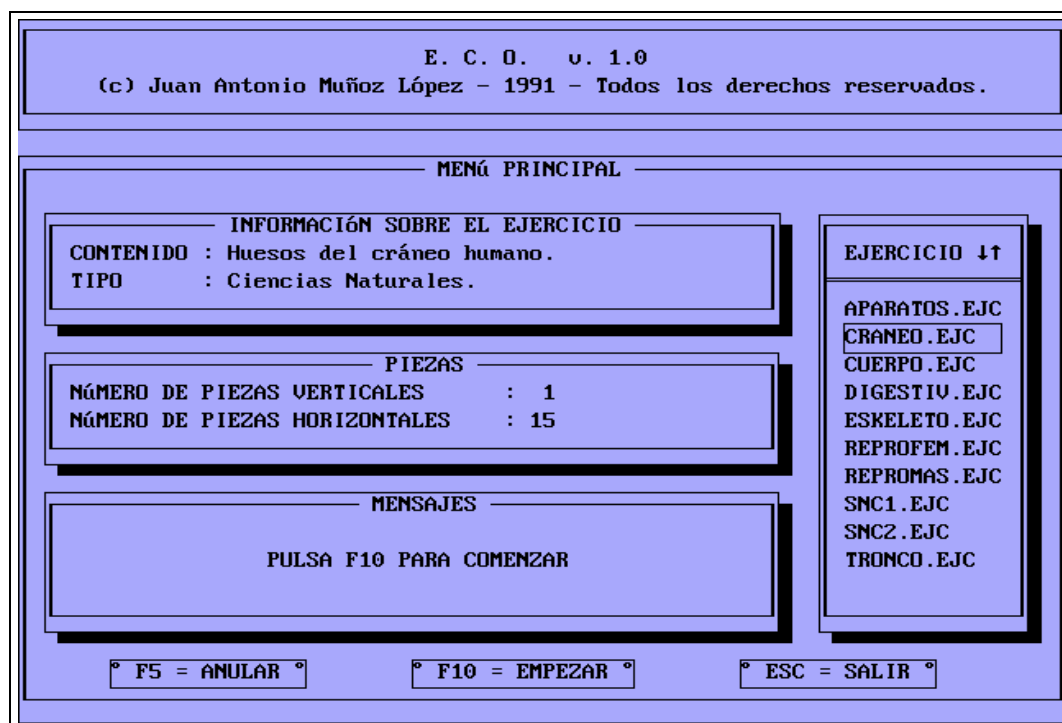 E. C. O.   v. 1.0
(c) Juan Antonio Muñoz López - 1991 - Todos los derechos reservados.
MENú PRINCIPAL
INFORMACIóN SOBRE EL EJERCICIO
CONTENIDO : Huesos del cráneo humano.
TIPO : Ciencias Naturales.
PIEZAS
NúMERO DE PIEZAS VERTICALES : 1
NúMERO DE PIEZAS HORIZONTALES : 15
MENSAJES
PULSA F10 PARA COMENZAR
EJERCICIO ↓↑
APARATOS.EJC
CRANEO.EJC
CUERPO.EJC
DIGESTIV.EJC
ESKELETO.EJC
REPROFEM.EJC
REPROMAS.EJC
SNC1.EJC
SNC2.EJC
TRONCO.EJC
° F5 = ANULAR ° ° F10 = EMPEZAR ° ° ESC = SALIR °